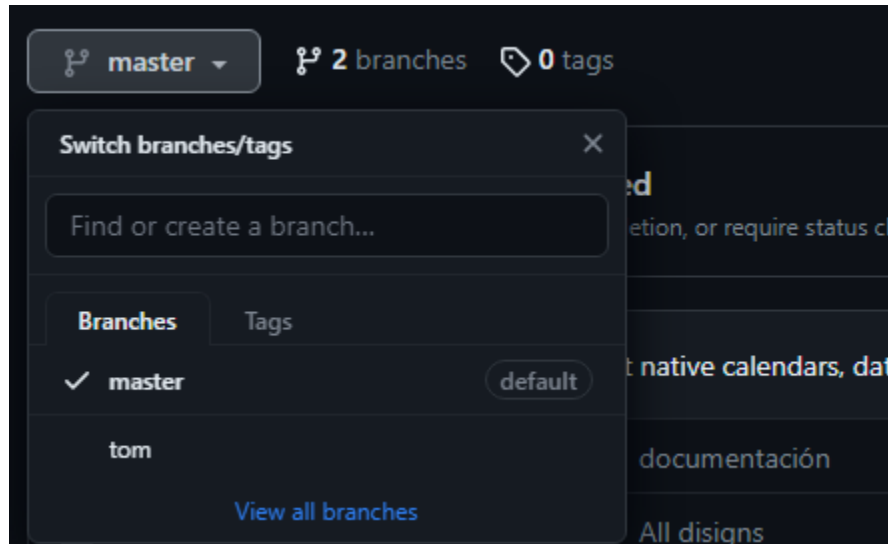 master
2 branches
0 tags
Switch branches/tags
ed
Find or create a branch...
etion, or require status
Branches
Tags
master
default
t native calendars, dat
tom
documentación
View all branches
All disigns